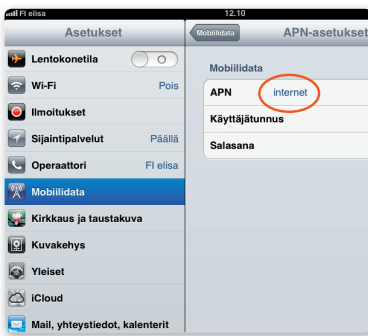 FI elisa 12.10
Asetukset
Mobiilidata APN-asetukset
Lentokonetila
Wi-Fi Pois
Ilmoitukset
Sijaintipalvelut Päällä
Operaattori FI elisa
Mobiilidata
Kirkkaus ja taustakuva
Kuvakehys
Yleiset
iCloud
Mail, yhteystiedot, kalenterit
Mobiilidata
APN internet
Käyttäjätunnus
Salasana